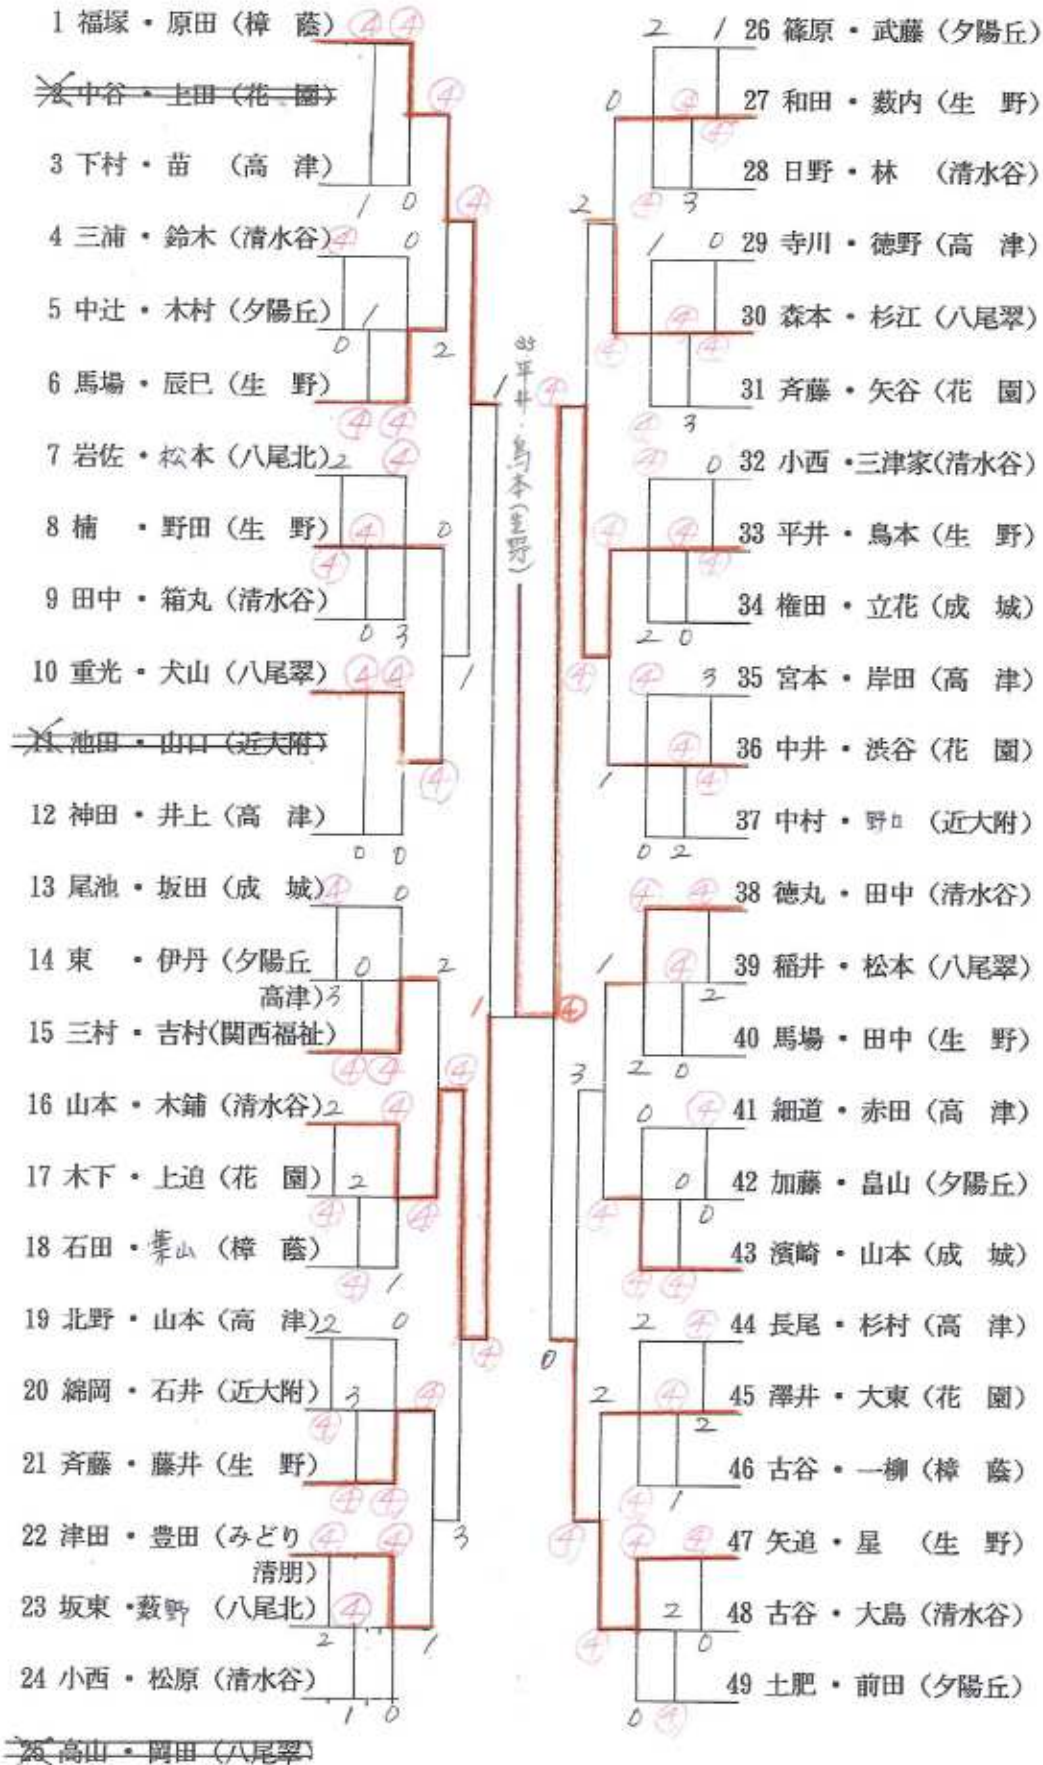 1 福塚・原田(樟 蔭)
2 中谷・上田(花 園)
3 下村・苗 (高 津)
4 三浦・鈴木(清水谷)
5 中辻・木村(夕陽丘)
6 馬場・辰巳(生 野)
7 岩佐・松本(八尾北)
8 楠 ・野田(生 野)
9 田中・箱丸(清水谷)
10 重光・犬山(八尾翠)
11 池田・山口(近大附)
12 神田・井上(高 津)
13 尾池・坂田(成 城)
14 東 ・伊丹(夕陽丘
高津)
15 三村・吉村(関西福祉)
16 山本・木鋪(清水谷)
17 木下・上迫(花 園)
18 石田・葉山(樟 蔭)
19 北野・山本(高 津)
20 綿岡・石井(近大附)
21 斉藤・藤井(生 野)
22 津田・豊田(みどり
清朋)
23 坂東・薮野(八尾北)
24 小西・松原(清水谷)
25 高山・岡田(八尾翠)
33 平井・鳥本(生野)
26 篠原・武藤(夕陽丘)
27 和田・薮内(生 野)
28 日野・林 (清水谷)
29 寺川・徳野(高 津)
30 森本・杉江(八尾翠)
31 斉藤・矢谷(花 園)
32 小西・三津家(清水谷)
33 平井・鳥本(生 野)
34 権田・立花(成 城)
35 宮本・岸田(高 津)
36 中井・渋谷(花 園)
37 中村・野口(近大附)
38 徳丸・田中(清水谷)
39 稲井・松本(八尾翠)
40 馬場・田中(生 野)
41 細道・赤田(高 津)
42 加藤・畠山(夕陽丘)
43 濱崎・山本(成 城)
44 長尾・杉村(高 津)
45 澤井・大東(花 園)
46 古谷・一柳(樟 蔭)
47 矢追・星 (生 野)
48 古谷・大島(清水谷)
49 土肥・前田(夕陽丘)